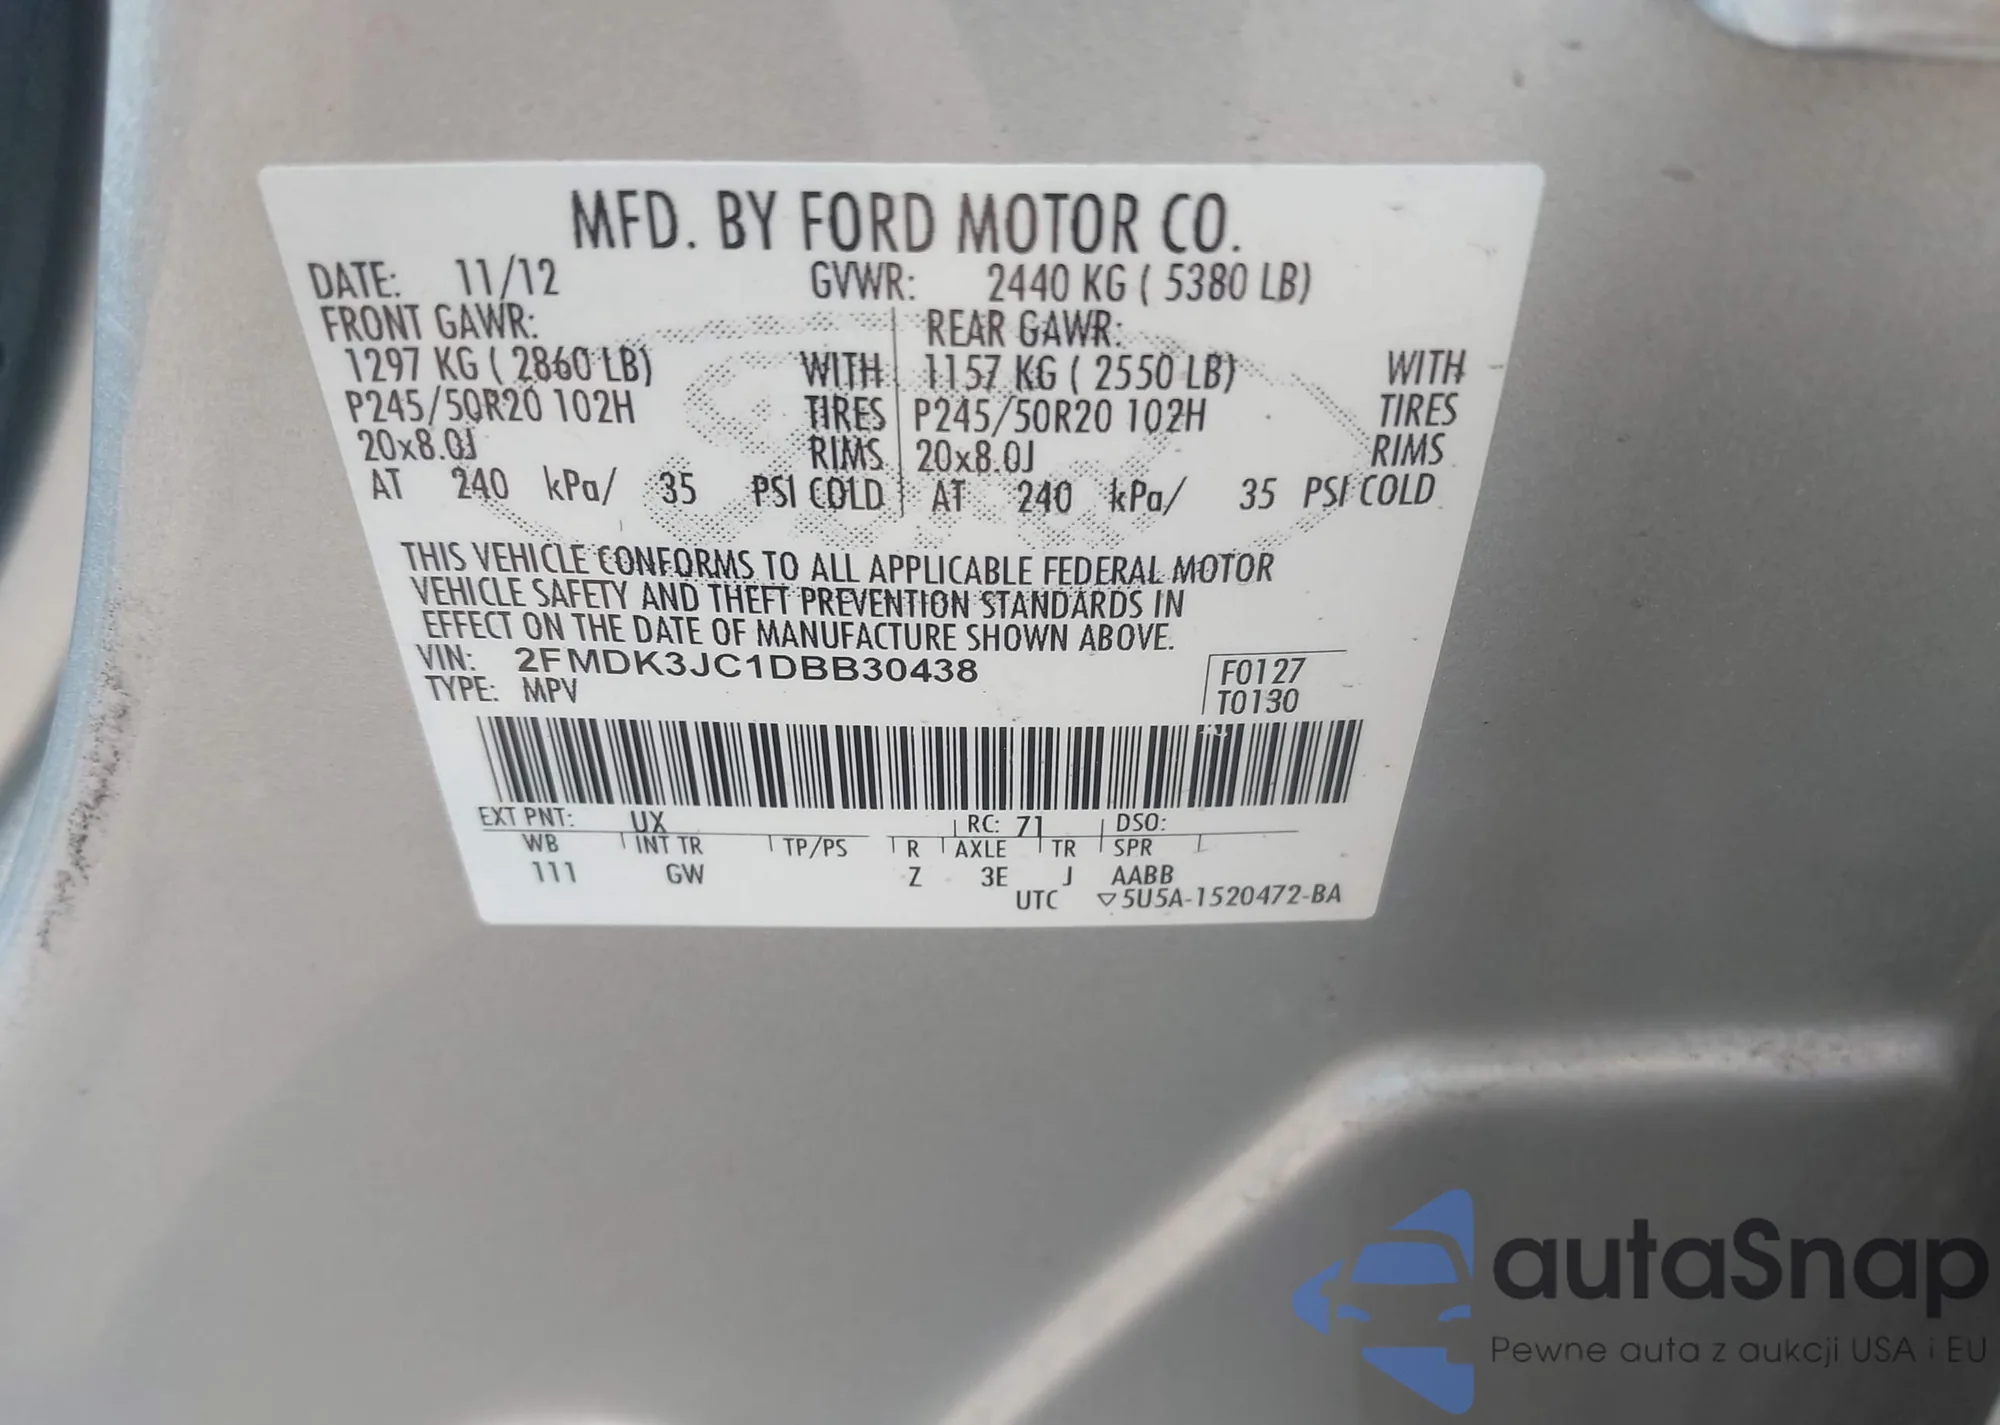 MFD. BY FORD MOTOR CO.
DATE: 11/12 GVWR: 2440 KG ( 5380 LB)
FRONT GAWR: REAR GAWR:
1297 KG ( 2860 LB) WITH 1157 KG ( 2550 LB) WITH
P245/50R20 102H TIRES P245/50R20 102H TIRES
20x8.0J RIMS 20x8.0J RIMS
AT 240 kPa/ 35 PSI COLD AT 240 kPa/ 35 PSI COLD
THIS VEHICLE CONFORMS TO ALL APPLICABLE FEDERAL MOTOR
VEHICLE SAFETY AND THEFT PREVENTION STANDARDS IN
EFFECT ON THE DATE OF MANUFACTURE SHOWN ABOVE.
VIN: 2FMDK3JC1DBB30438 F0127
TYPE: MPV T0130
EXT PNT: UX RC: 71 DSO:
WB INT TR TP/PS R AXLE TR SPR
111 GW Z 3E J AABB
UTC ▽5U5A-1520472-BA
autaSnap
Pewne auta z aukcji USA i EU